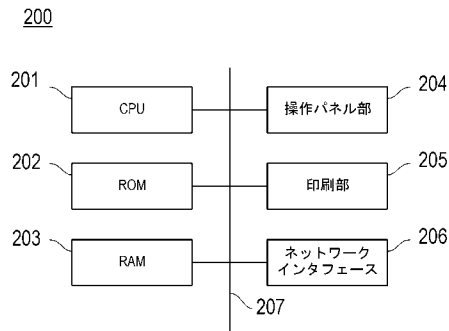 200
201
CPU
204
操作パネル部
202
ROM
205
印刷部
203
RAM
206
ネットワーク
インタフェース
207